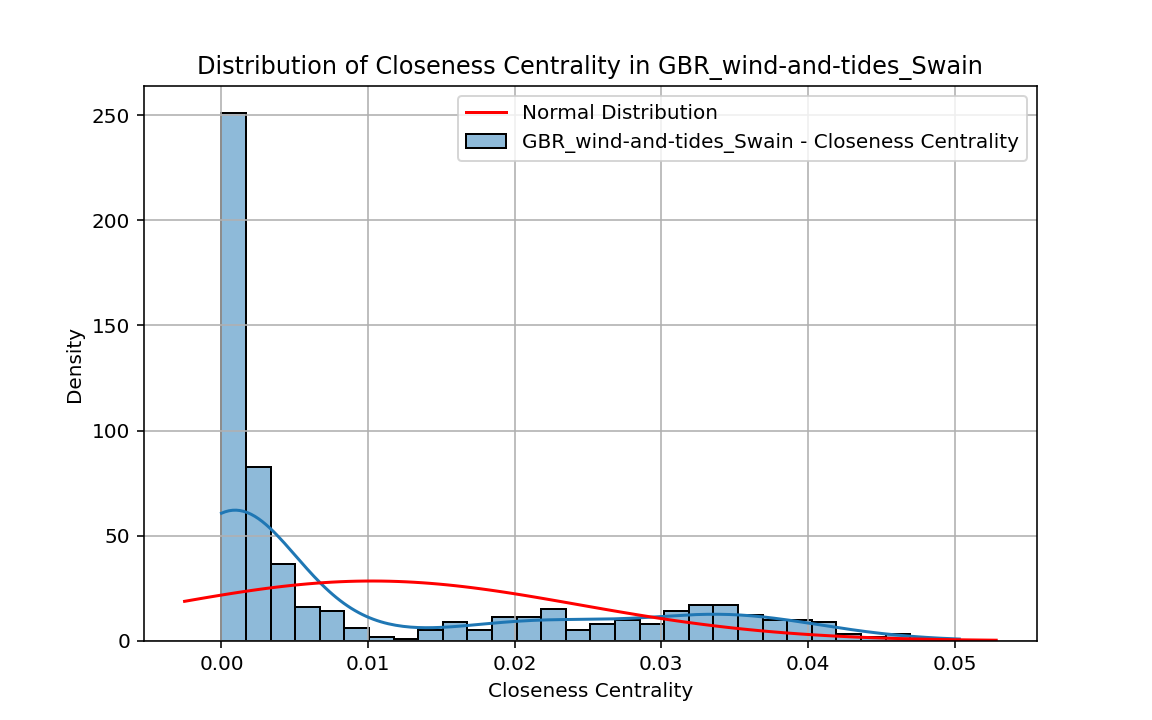 Distribution of Closeness Centrality in GBR_wind-and-tides_Swain
Normal Distribution
GBR_wind-and-tides_Swain - Closeness Centrality
Density
250
200
150
100
50
0
0.00 0.01 0.02 0.03 0.04 0.05
Closeness Centrality